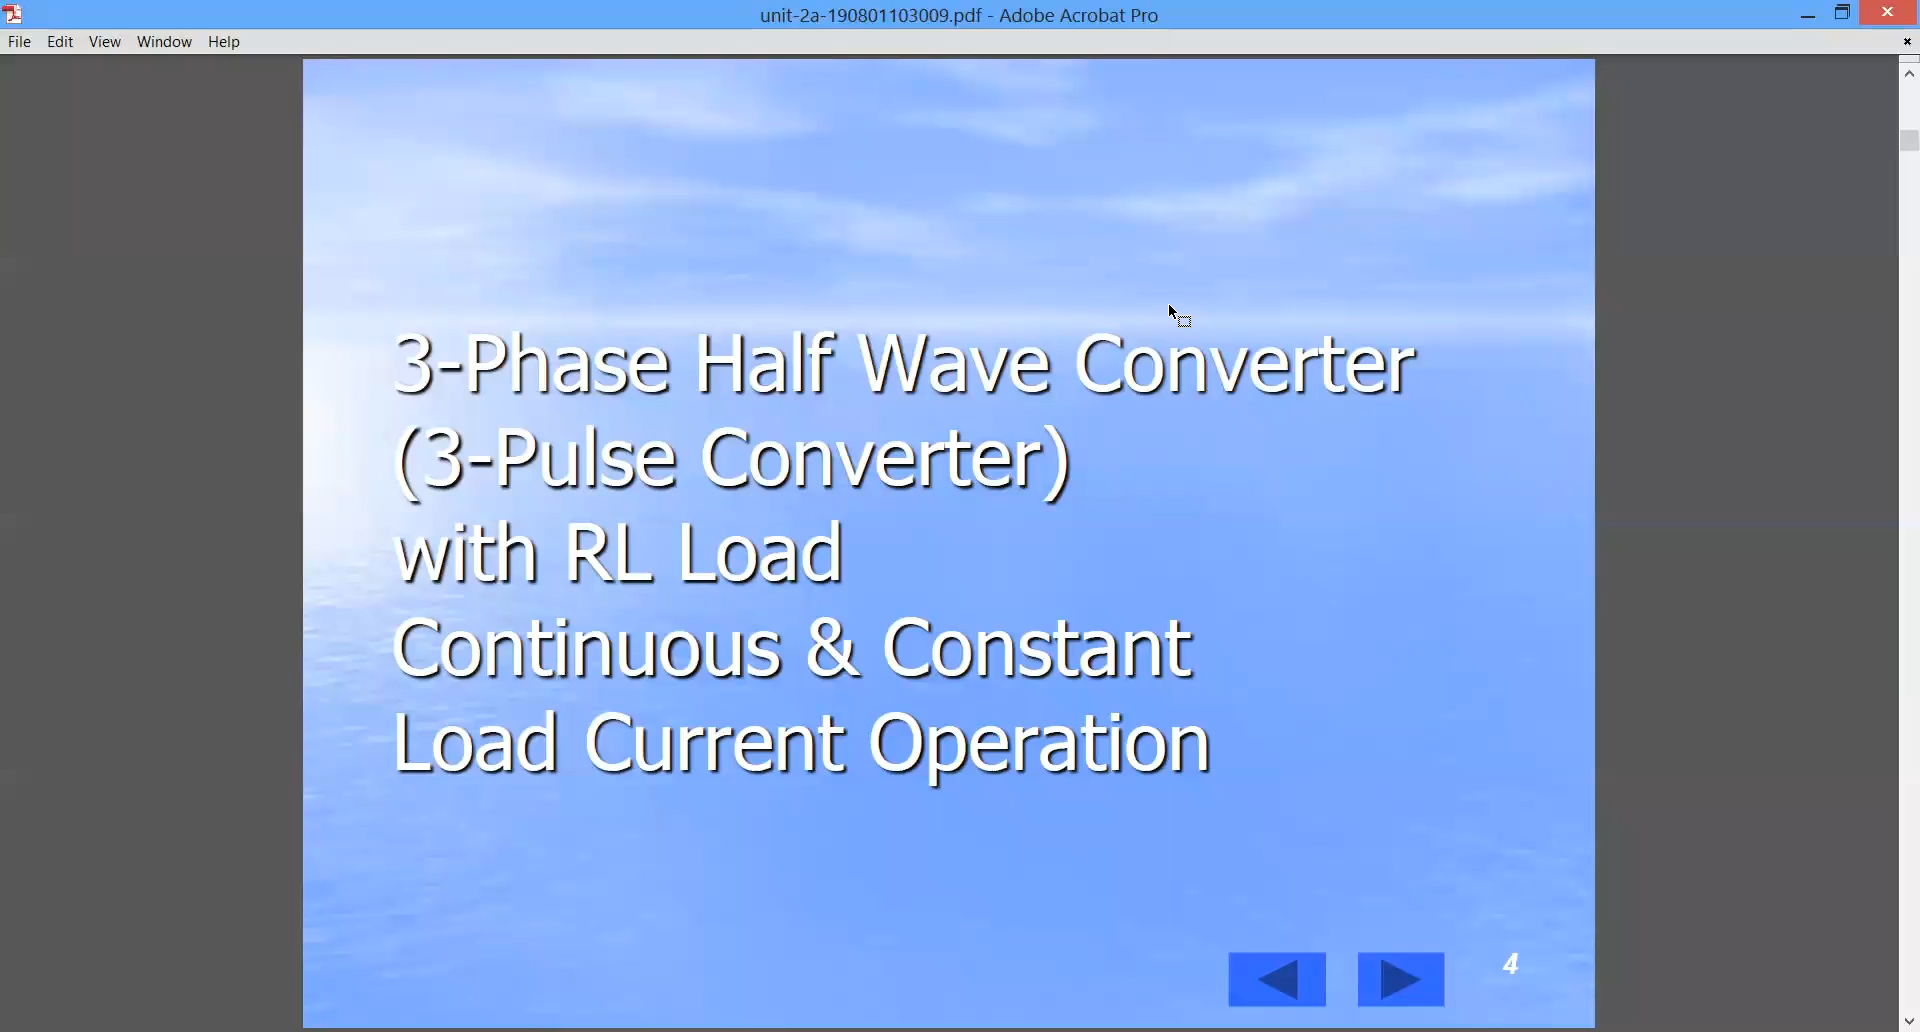 unit-2a-190801103009.pdf - Adobe Acrobat Pro
File Edit View Window Help
3-Phase Half Wave Converter
(3-Pulse Converter)
with RL Load
Continuous & Constant
Load Current Operation
4